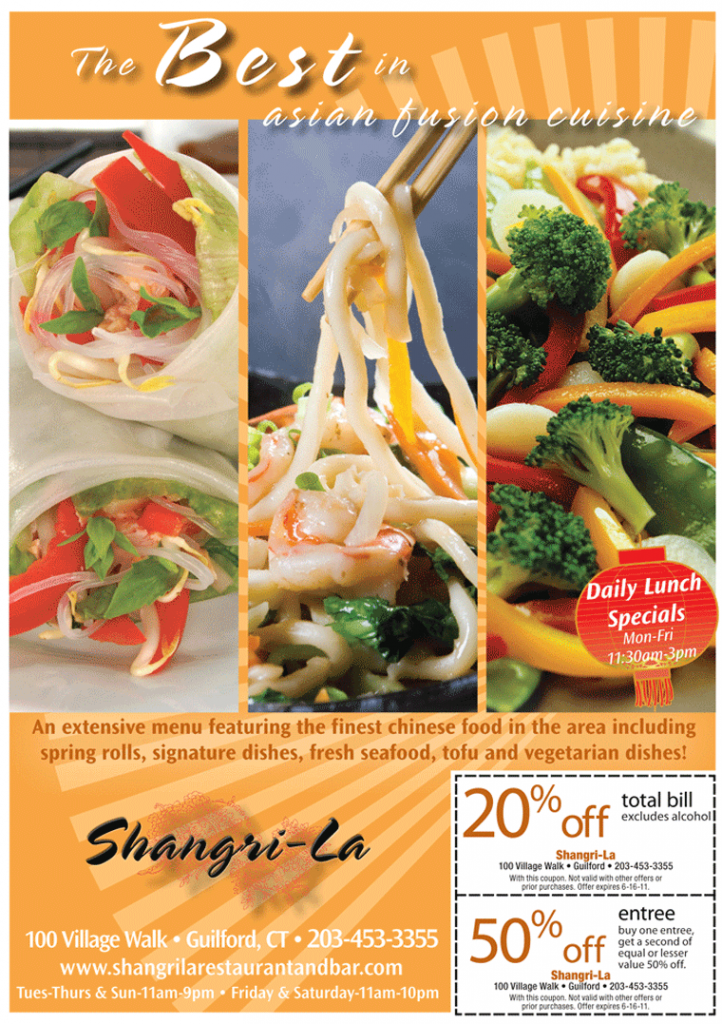 The Best in
asian fusion cuisine
Daily Lunch
Specials
Mon-Fri
11:30am-3pm
An extensive menu featuring the finest chinese food in the area including
spring rolls, signature dishes, fresh seafood, tofu and vegetarian dishes!
Shangri-La
100 Village Walk • Guilford, CT • 203-453-3355
www.shangrilarestaurantandbar.com
Tues-Thurs & Sun-11am-9pm • Friday & Saturday-11am-10pm
20% off total bill
excludes alcohol
Shangri-La
100 Village Walk • Guilford • 203-453-3355
With this coupon. Not valid with other offers or
prior purchases. Offer expires 6-16-11.
50% off entree
buy one entree,
get a second of
equal or lesser
value 50% off.
Shangri-La
100 Village Walk • Guilford • 203-453-3355
With this coupon. Not valid with other offers or
prior purchases. Offer expires 6-16-11.